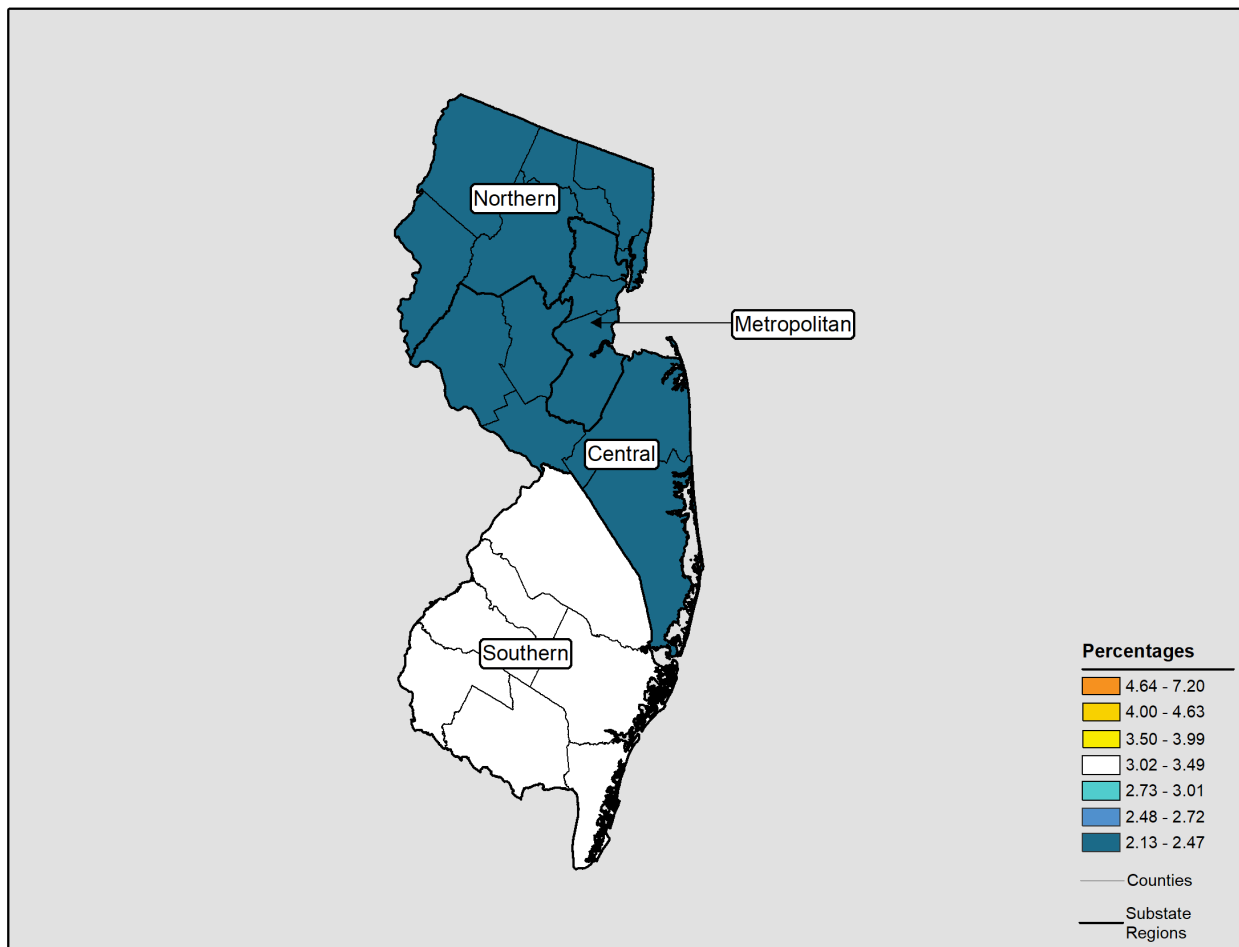 Northern
Metropolitan
Central
Southern
Percentages
4.64 - 7.20
4.00 - 4.63
3.50 - 3.99
3.02 - 3.49
2.73 - 3.01
2.48 - 2.72
2.13 - 2.47
Counties
Substate
Regions